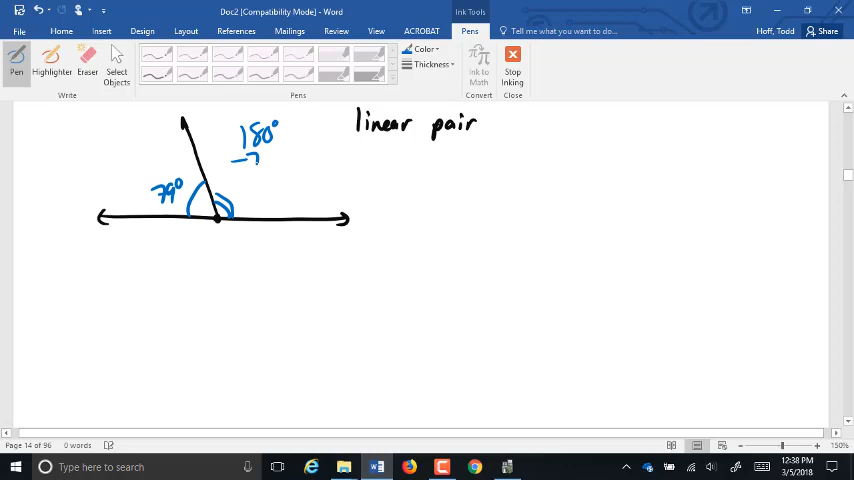 Doc2 [Compatibility Mode] - Word
Ink Tools
Hoff, Todd
File Home Insert Design Layout References Mailings Review View ACROBAT Pens Tell me what you want to do... Share
Pen
Highlighter
Eraser
Select Objects
Color
Thickness
Ink to Math
Stop Inking
Write
Pens
Convert
Close
linear pair
180°
-7
79°
Page 14 of 96 0 words
150%
Type here to search
12:38 PM
3/5/2018